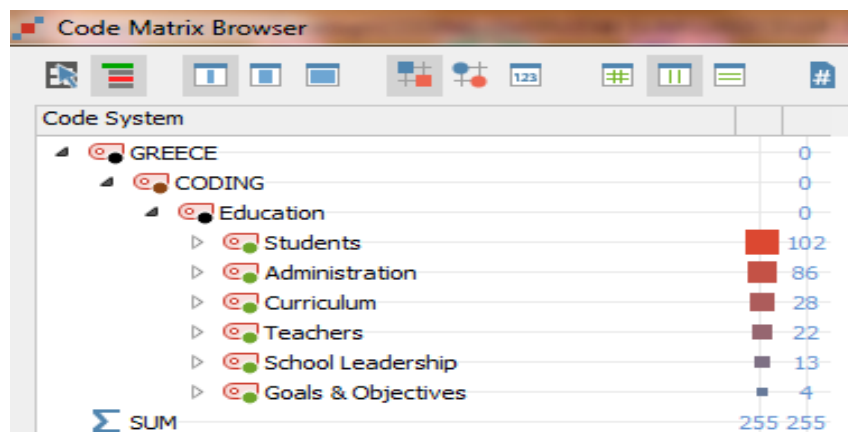 Code Matrix Browser
123
#
Code System
GREECE 0
CODING 0
Education 0
Students 102
Administration 86
Curriculum 28
Teachers 22
School Leadership 13
Goals & Objectives 4
Σ SUM 255 255